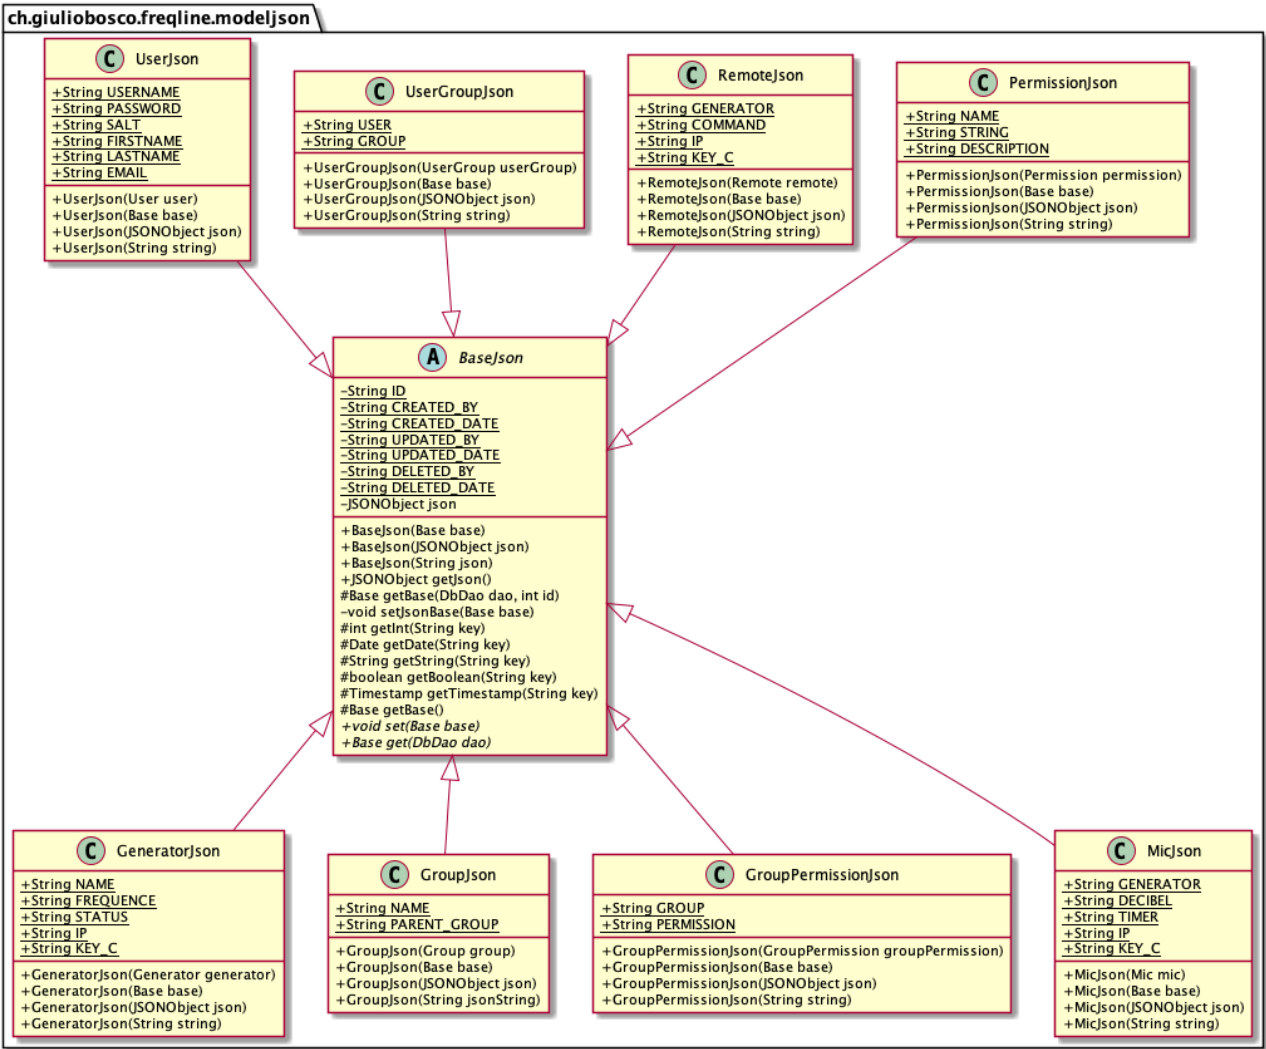 ch.giuliobosco.freqline.modeljson
C UserJson
+String USERNAME
+String PASSWORD
+String SALT
+String FIRSTNAME
+String LASTNAME
+String EMAIL
+UserJson(User user)
+UserJson(Base base)
+UserJson(JSONObject json)
+UserJson(String string)
C UserGroupJson
+String USER
+String GROUP
+UserGroupJson(UserGroup userGroup)
+UserGroupJson(Base base)
+UserGroupJson(JSONObject json)
+UserGroupJson(String string)
C RemoteJson
+String GENERATOR
+String COMMAND
+String IP
+String KEY_C
+RemoteJson(Remote remote)
+RemoteJson(Base base)
+RemoteJson(JSONObject json)
+RemoteJson(String string)
C PermissionJson
+String NAME
+String STRING
+String DESCRIPTION
+PermissionJson(Permission permission)
+PermissionJson(Base base)
+PermissionJson(JSONObject json)
+PermissionJson(String string)
A BaseJson
-String ID
-String CREATED_BY
-String CREATED_DATE
-String UPDATED_BY
-String UPDATED_DATE
-String DELETED_BY
-String DELETED_DATE
-JSONObject json
+BaseJson(Base base)
+BaseJson(JSONObject json)
+BaseJson(String json)
+JSONObject getJson()
#Base getBase(DbDao dao, int id)
-void setJsonBase(Base base)
#int getInt(String key)
#Date getDate(String key)
#String getString(String key)
#boolean getBoolean(String key)
#Timestamp getTimestamp(String key)
#Base getBase()
+void set(Base base)
+Base get(DbDao dao)
C GeneratorJson
+String NAME
+String FREQUENCE
+String STATUS
+String IP
+String KEY_C
+GeneratorJson(Generator generator)
+GeneratorJson(Base base)
+GeneratorJson(JSONObject json)
+GeneratorJson(String string)
C GroupJson
+String NAME
+String PARENT_GROUP
+GroupJson(Group group)
+GroupJson(Base base)
+GroupJson(JSONObject json)
+GroupJson(String jsonString)
C GroupPermissionJson
+String GROUP
+String PERMISSION
+GroupPermissionJson(GroupPermission groupPermission)
+GroupPermissionJson(Base base)
+GroupPermissionJson(JSONObject json)
+GroupPermissionJson(String string)
C MicJson
+String GENERATOR
+String DECIBEL
+String TIMER
+String IP
+String KEY_C
+MicJson(Mic mic)
+MicJson(Base base)
+MicJson(JSONObject json)
+MicJson(String string)